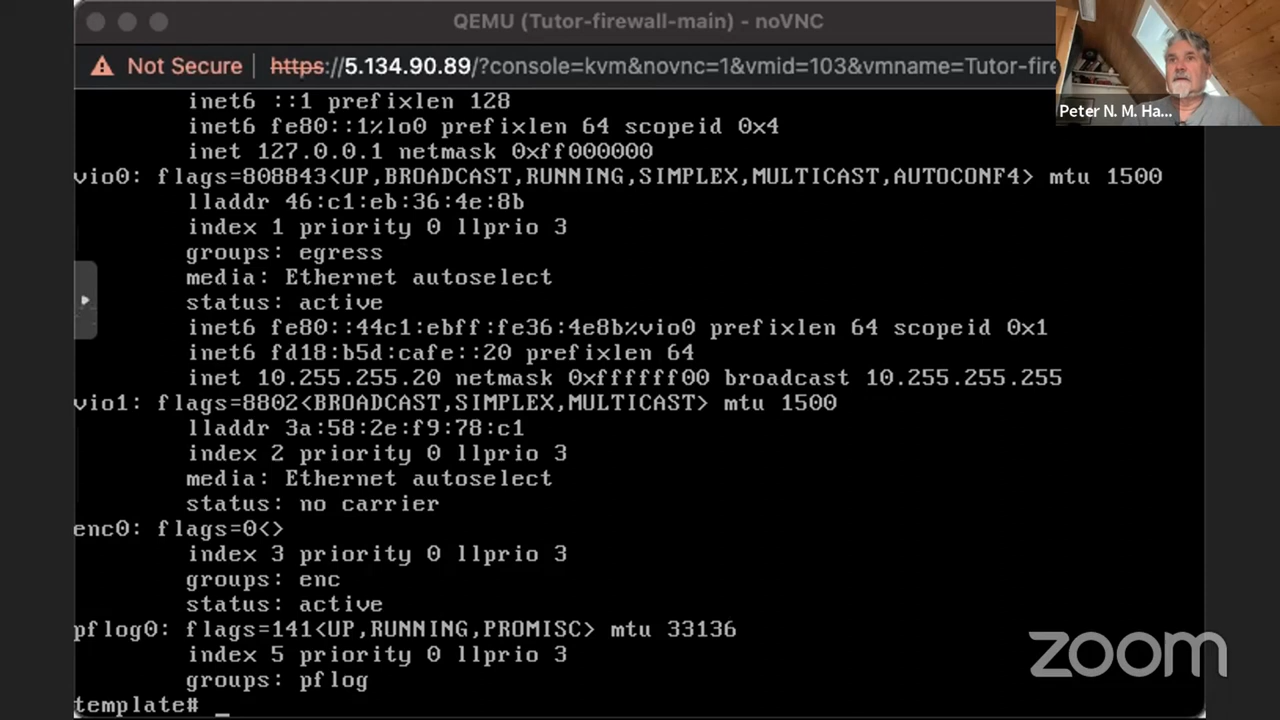 QEMU (Tutor-firewall-main) - noVNC
Not Secure | https://5.134.90.89/?console=kvm&novnc=1&vmid=103&vmname=Tutor-fire
Peter N. M. Ha...
inet6 ::1 prefixlen 128
inet6 fe80::1%lo0 prefixlen 64 scopeid 0x4
inet 127.0.0.1 netmask 0xff000000
vio0: flags=808843<UP,BROADCAST,RUNNING,SIMPLEX,MULTICAST,AUTOCONF4> mtu 1500
lladdr 46:c1:eb:36:4e:8b
index 1 priority 0 llprio 3
groups: egress
media: Ethernet autoselect
status: active
inet6 fe80::44c1:ebff:fe36:4e8b%vio0 prefixlen 64 scopeid 0x1
inet6 fd18:b5d:cafe::20 prefixlen 64
inet 10.255.255.20 netmask 0xffffff00 broadcast 10.255.255.255
vio1: flags=8802<BROADCAST,SIMPLEX,MULTICAST> mtu 1500
lladdr 3a:58:2e:f9:78:c1
index 2 priority 0 llprio 3
media: Ethernet autoselect
status: no carrier
enc0: flags=0<>
index 3 priority 0 llprio 3
groups: enc
status: active
pflog0: flags=141<UP,RUNNING,PROMISC> mtu 33136
index 5 priority 0 llprio 3
groups: pflog
template# _
zoom